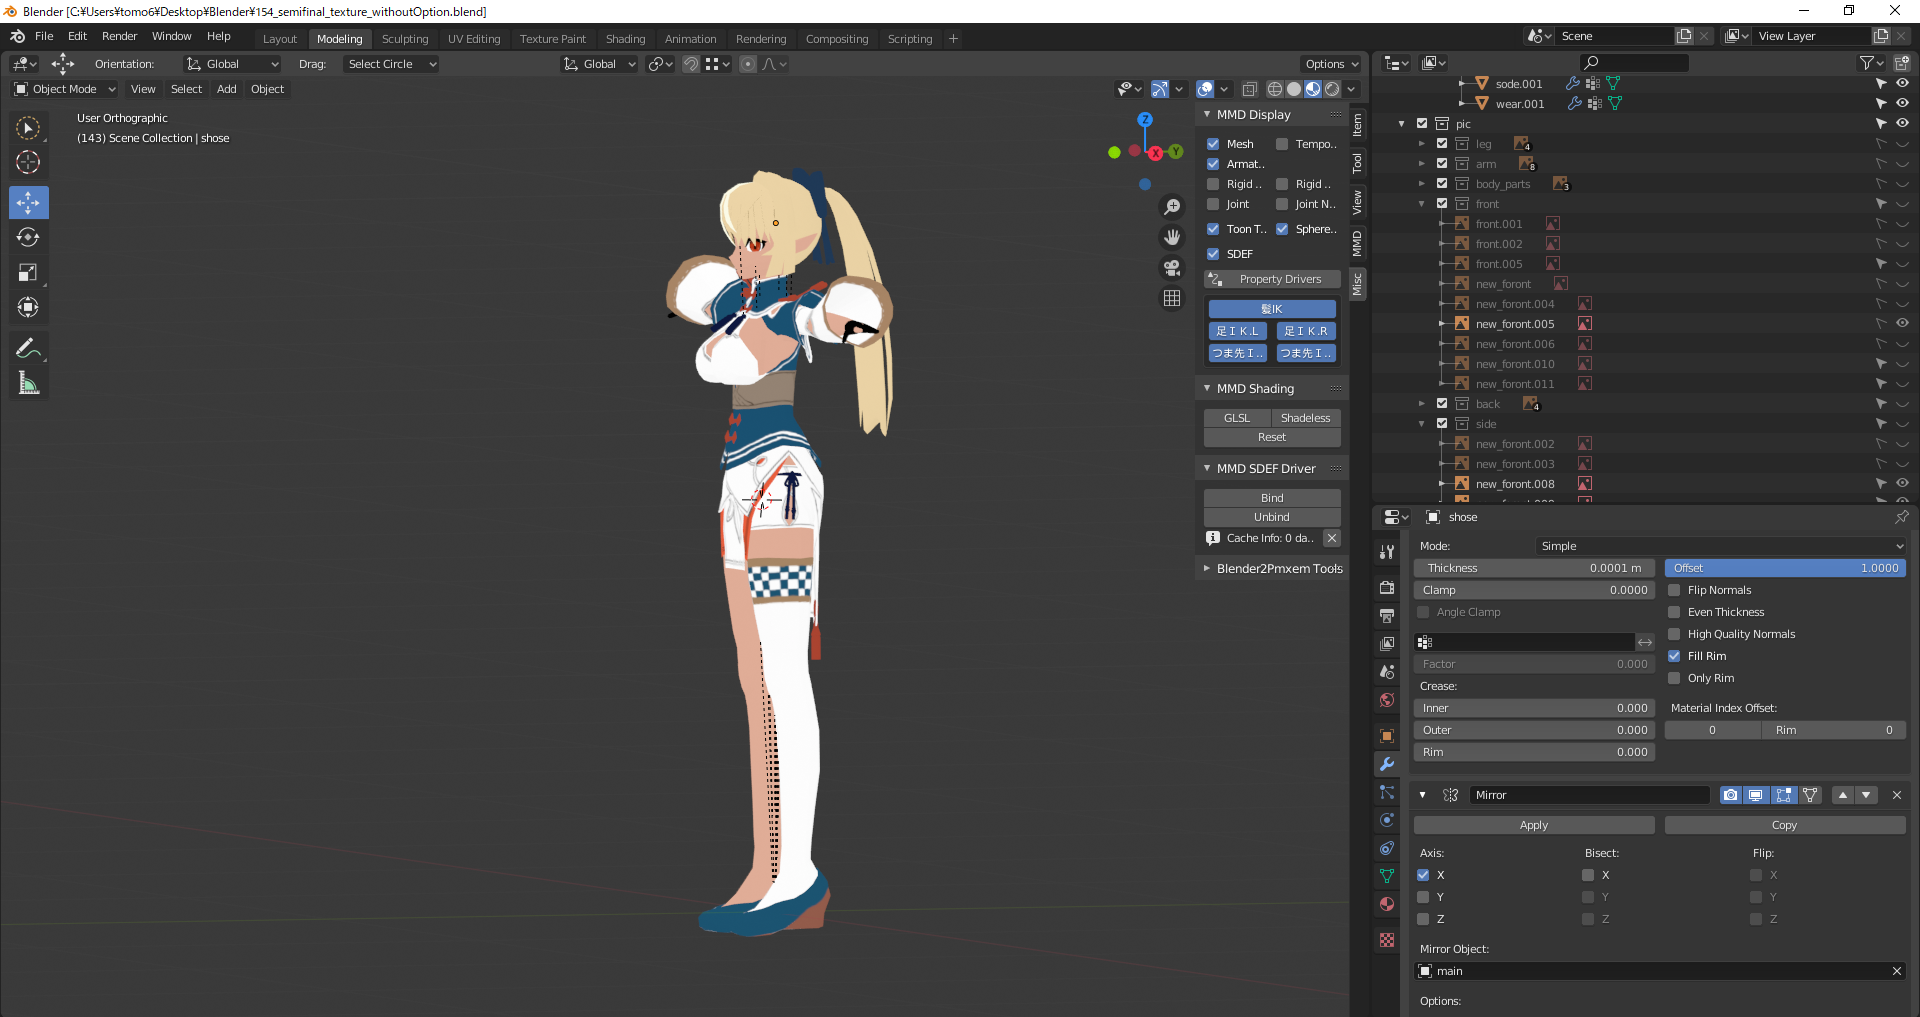 Blender [C:¥Users¥tomo6¥Desktop¥Blender¥154_semifinal_texture_withoutOption.blend]
File Edit Render Window Help Layout Modeling Sculpting UV Editing Texture Paint Shading Animation Rendering Compositing Scripting + Scene View Layer
Orientation: Global Drag: Select Circle Global Options
Object Mode View Select Add Object
User Orthographic
(143) Scene Collection | shose
Z
X
Y
MMD Display
Mesh Tempo..
Armat..
Rigid .. Rigid ..
Joint Joint N..
Toon T.. Sphere..
SDEF
Property Drivers
髪IK
足ＩＫ.L 足ＩＫ.R
つま先Ｉ.. つま先Ｉ..
MMD Shading
GLSL Shadeless
Reset
MMD SDEF Driver
Bind
Unbind
Cache Info: 0 da..
Blender2Pmxem Tools
Item
Tool
View
MMD
Misc
sode.001
wear.001
pic
leg 4
arm 8
body_parts 3
front
front.001
front.002
front.005
new_foront
new_foront.004
new_foront.005
new_foront.006
new_foront.010
new_foront.011
back 4
side
new_foront.002
new_foront.003
new_foront.008
shose
Mode: Simple
Thickness 0.0001 m Offset 1.0000
Clamp 0.0000 Flip Normals
Angle Clamp Even Thickness
High Quality Normals
Fill Rim
Factor 0.000
Only Rim
Crease:
Inner 0.000 Material Index Offset:
Outer 0.000 0 Rim 0
Rim 0.000
Mirror
Apply Copy
Axis: Bisect: Flip:
X X X
Y Y Y
Z Z Z
Mirror Object:
main
Options: